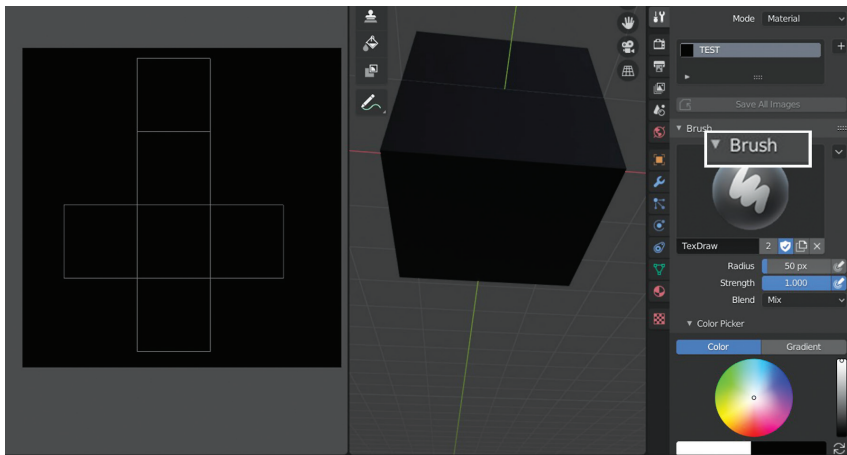 Mode Material
TEST
Save All Images
Brush
Brush
TexDraw 2
Radius 50 px
Strength 1.000
Blend Mix
Color Picker
Color Gradient